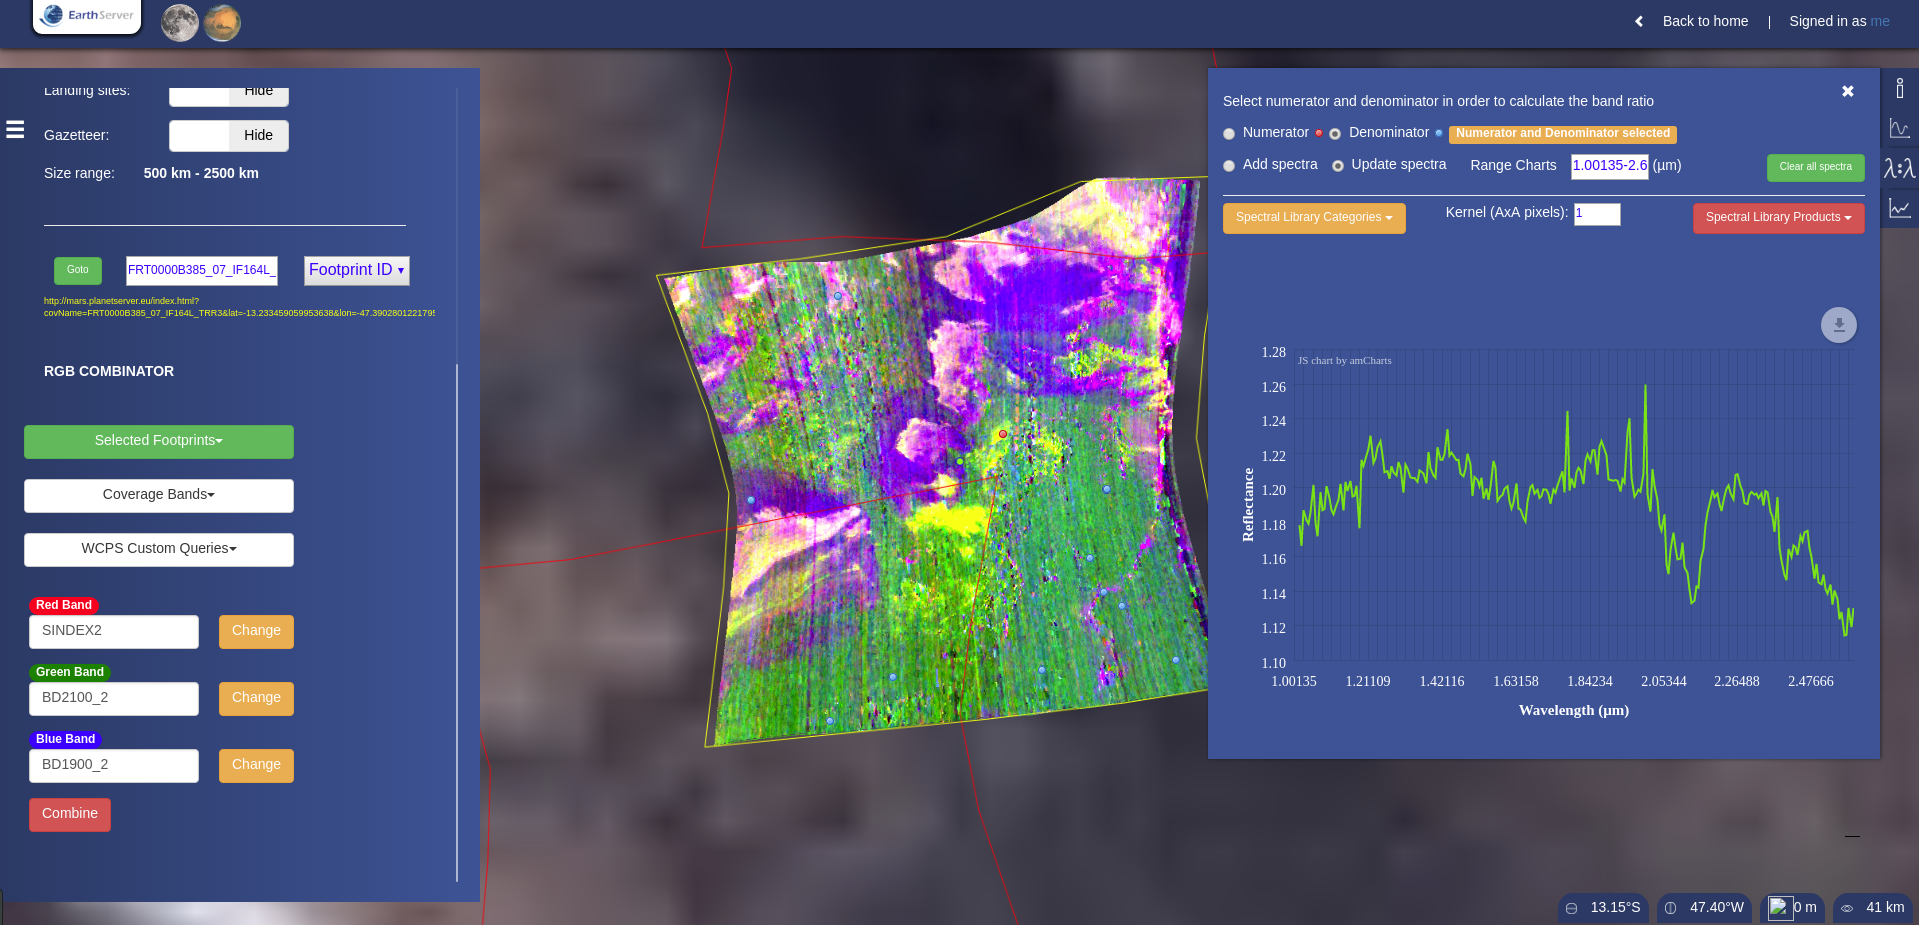 EarthServer
Back to home | Signed in as me
Landing sites: Hide
Gazetteer: Hide
Size range: 500 km - 2500 km
Goto FRT0000B385_07_IF164L_ Footprint ID
http://mars.planetserver.eu/index.html?
covName=FRT0000B385_07_IF164L_TRR3&lat=-13.233459059953638&lon=-47.390280122179
RGB COMBINATOR
Selected Footprints
Coverage Bands
WCPS Custom Queries
Red Band
SINDEX2 Change
Green Band
BD2100_2 Change
Blue Band
BD1900_2 Change
Combine
Select numerator and denominator in order to calculate the band ratio
Numerator Denominator Numerator and Denominator selected
Add spectra Update spectra Range Charts 1.00135-2.6 (µm) Clear all spectra
Spectral Library Categories Kernel (AxA pixels): 1 Spectral Library Products
λ:λ
JS chart by amCharts
1.28
1.26
1.24
1.22
1.20
1.18
1.16
1.14
1.12
1.10
Reflectance
1.00135 1.21109 1.42116 1.63158 1.84234 2.05344 2.26488 2.47666
Wavelength (µm)
13.15°S 47.40°W 0 m 41 km